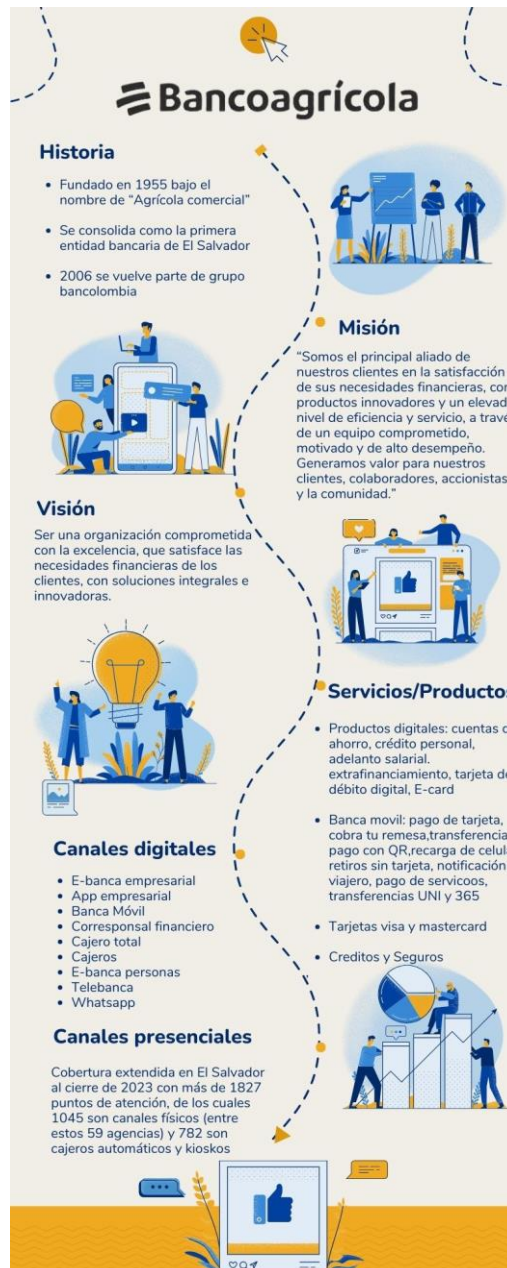 Bancoagrícola
Historia
• Fundado en 1955 bajo el
nombre de “Agrícola comercial”
• Se consolida como la primera
entidad bancaria de El Salvador
• 2006 se vuelve parte de grupo
bancolombia
Misión
“Somos el principal aliado de
nuestros clientes en la satisfacción
de sus necesidades financieras, con
productos innovadores y un elevad
nivel de eficiencia y servicio, a travé
de un equipo comprometido,
motivado y de alto desempeño.
Generamos valor para nuestros
clientes, colaboradores, accionistas
y la comunidad.”
Visión
Ser una organización comprometida
con la excelencia, que satisface las
necesidades financieras de los
clientes, con soluciones integrales e
innovadoras.
Servicios/Productos
• Productos digitales: cuentas d
ahorro, crédito personal,
adelanto salarial.
extrafinanciamiento, tarjeta de
débito digital, E-card
• Banca movil: pago de tarjeta,
cobra tu remesa,transferencia
pago con QR,recarga de celula
retiros sin tarjeta, notificación
viajero, pago de servicoos,
transferencias UNI y 365
• Tarjetas visa y mastercard
• Creditos y Seguros
Canales digitales
• E-banca empresarial
• App empresarial
• Banca Móvil
• Corresponsal financiero
• Cajero total
• Cajeros
• E-banca personas
• Telebanca
• Whatsapp
Canales presenciales
Cobertura extendida en El Salvador
al cierre de 2023 con más de 1827
puntos de atención, de los cuales
1045 son canales físicos (entre
estos 59 agencias) y 782 son
cajeros automáticos y kioskos